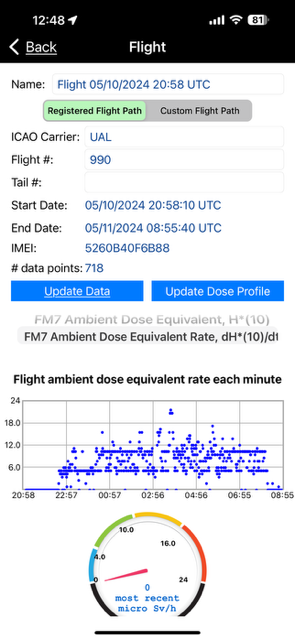 12:48 81
Back Flight
Name: Flight 05/10/2024 20:58 UTC
Registered Flight Path Custom Flight Path
ICAO Carrier: UAL
Flight #: 990
Tail #:
Start Date: 05/10/2024 20:58:10 UTC
End Date: 05/11/2024 08:55:40 UTC
IMEI: 5260B40F6B88
# data points: 718
Update Data Update Dose Profile
FM7 Ambient Dose Equivalent, H*(10)
FM7 Ambient Dose Equivalent Rate, dH*(10)/dt
Flight ambient dose equivalent rate each minute
24
18.0
12.0
6.0
20:58 22:57 00:57 02:56 04:56 06:55 08:55
10.0
16.0
4.0
0 24
0
most recent
micro Sv/h